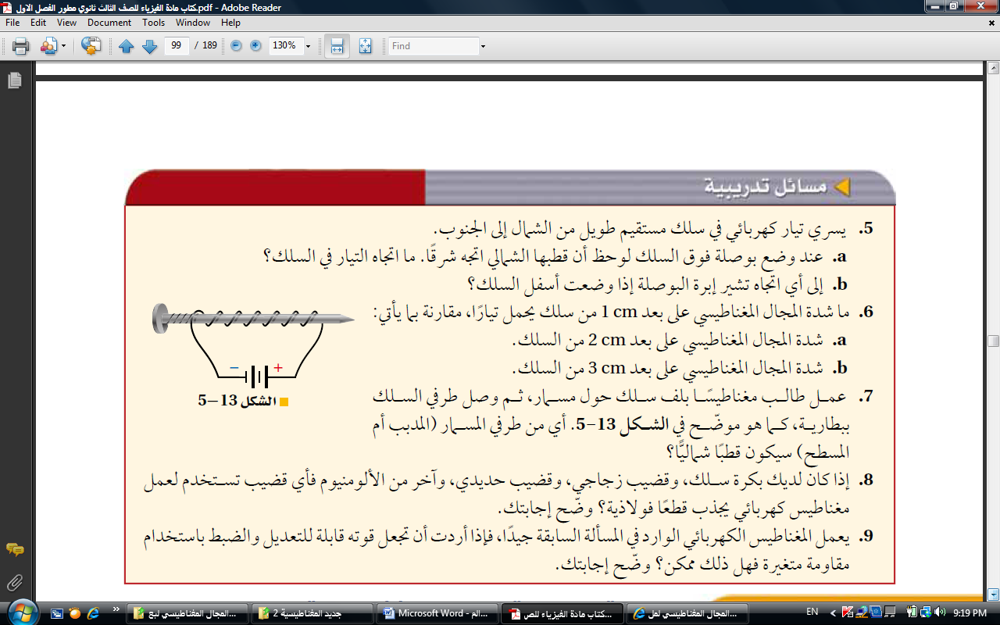 كتاب مادة الفيزياء للصف الثالث ثانوي مطور الفصل الاول.pdf - Adobe Reader
File Edit View Document Tools Window Help
99 / 189 130% Find
مسائل تدريبية
5. يسري تيار كهربائي في سلك مستقيم طويل من الشمال إلى الجنوب.
a. عند وضع بوصلة فوق السلك لوحظ أن قطبها الشمالي اتجه شرقًا. ما اتجاه التيار في السلك؟
b. إلى أي اتجاه تشير إبرة البوصلة إذا وضعت أسفل السلك؟
6. ما شدة المجال المغناطيسي على بعد 1 cm من سلك يحمل تيارًا، مقارنة بما يأتي:
a. شدة المجال المغناطيسي على بعد 2 cm من السلك.
b. شدة المجال المغناطيسي على بعد 3 cm من السلك.
− +
الشكل 13–5
7. عمل طالب مغناطيسًا بلف سلك حول مسمار، ثم وصل طرفي السلك
ببطارية، كما هو موضّح في الشكل 13–5. أي من طرفي المسمار (المدبب أم
المسطح) سيكون قطبًا شماليًّا؟
8. إذا كان لديك بكرة سلك، وقضيب زجاجي، وقضيب حديدي، وآخر من الألومنيوم فأي قضيب تستخدم لعمل
مغناطيس كهربائي يجذب قطعًا فولاذية؟ وضّح إجابتك.
9. يعمل المغناطيس الكهربائي الوارد في المسألة السابقة جيدًا، فإذا أردت أن تجعل قوته قابلة للتعديل والضبط باستخدام
مقاومة متغيرة فهل ذلك ممكن؟ وضّح إجابتك.
المجال المغناطيسي لبج... جديد المغناطيسية 2 Microsoft Word - الم... كتاب مادة الفيزياء للص... المجال المغناطيسي لمل... EN 9:19 PM